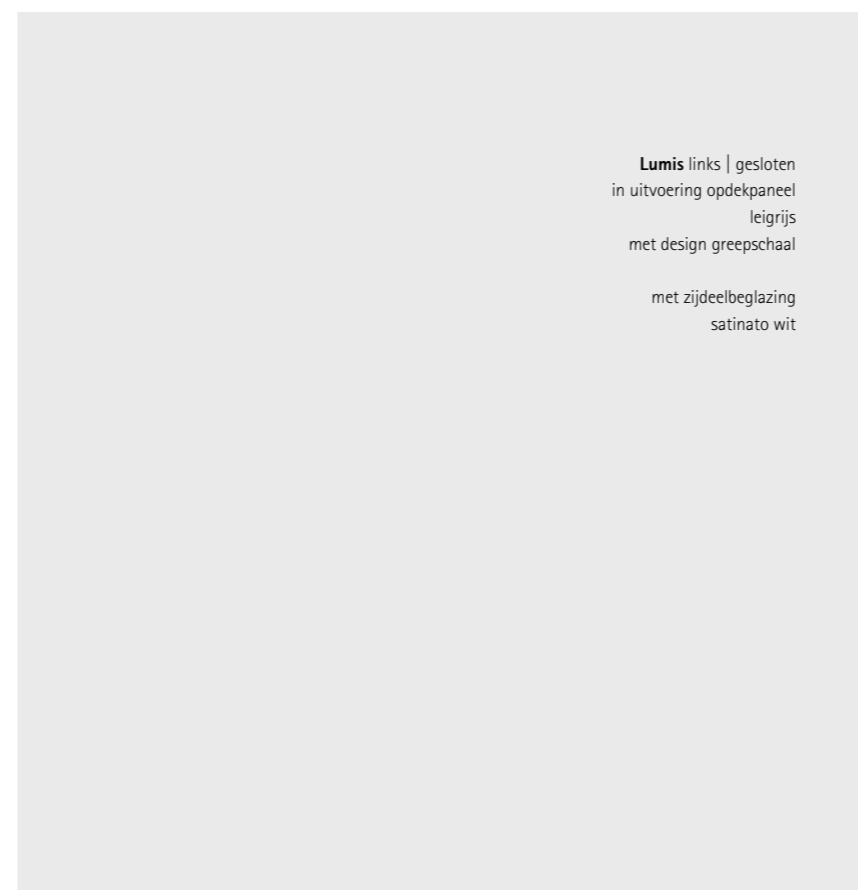 Lumis links | gesloten
in uitvoering opdekpaneel
leigrijs
met design greepschaal
met zijdeelbeglazing
satinato wit